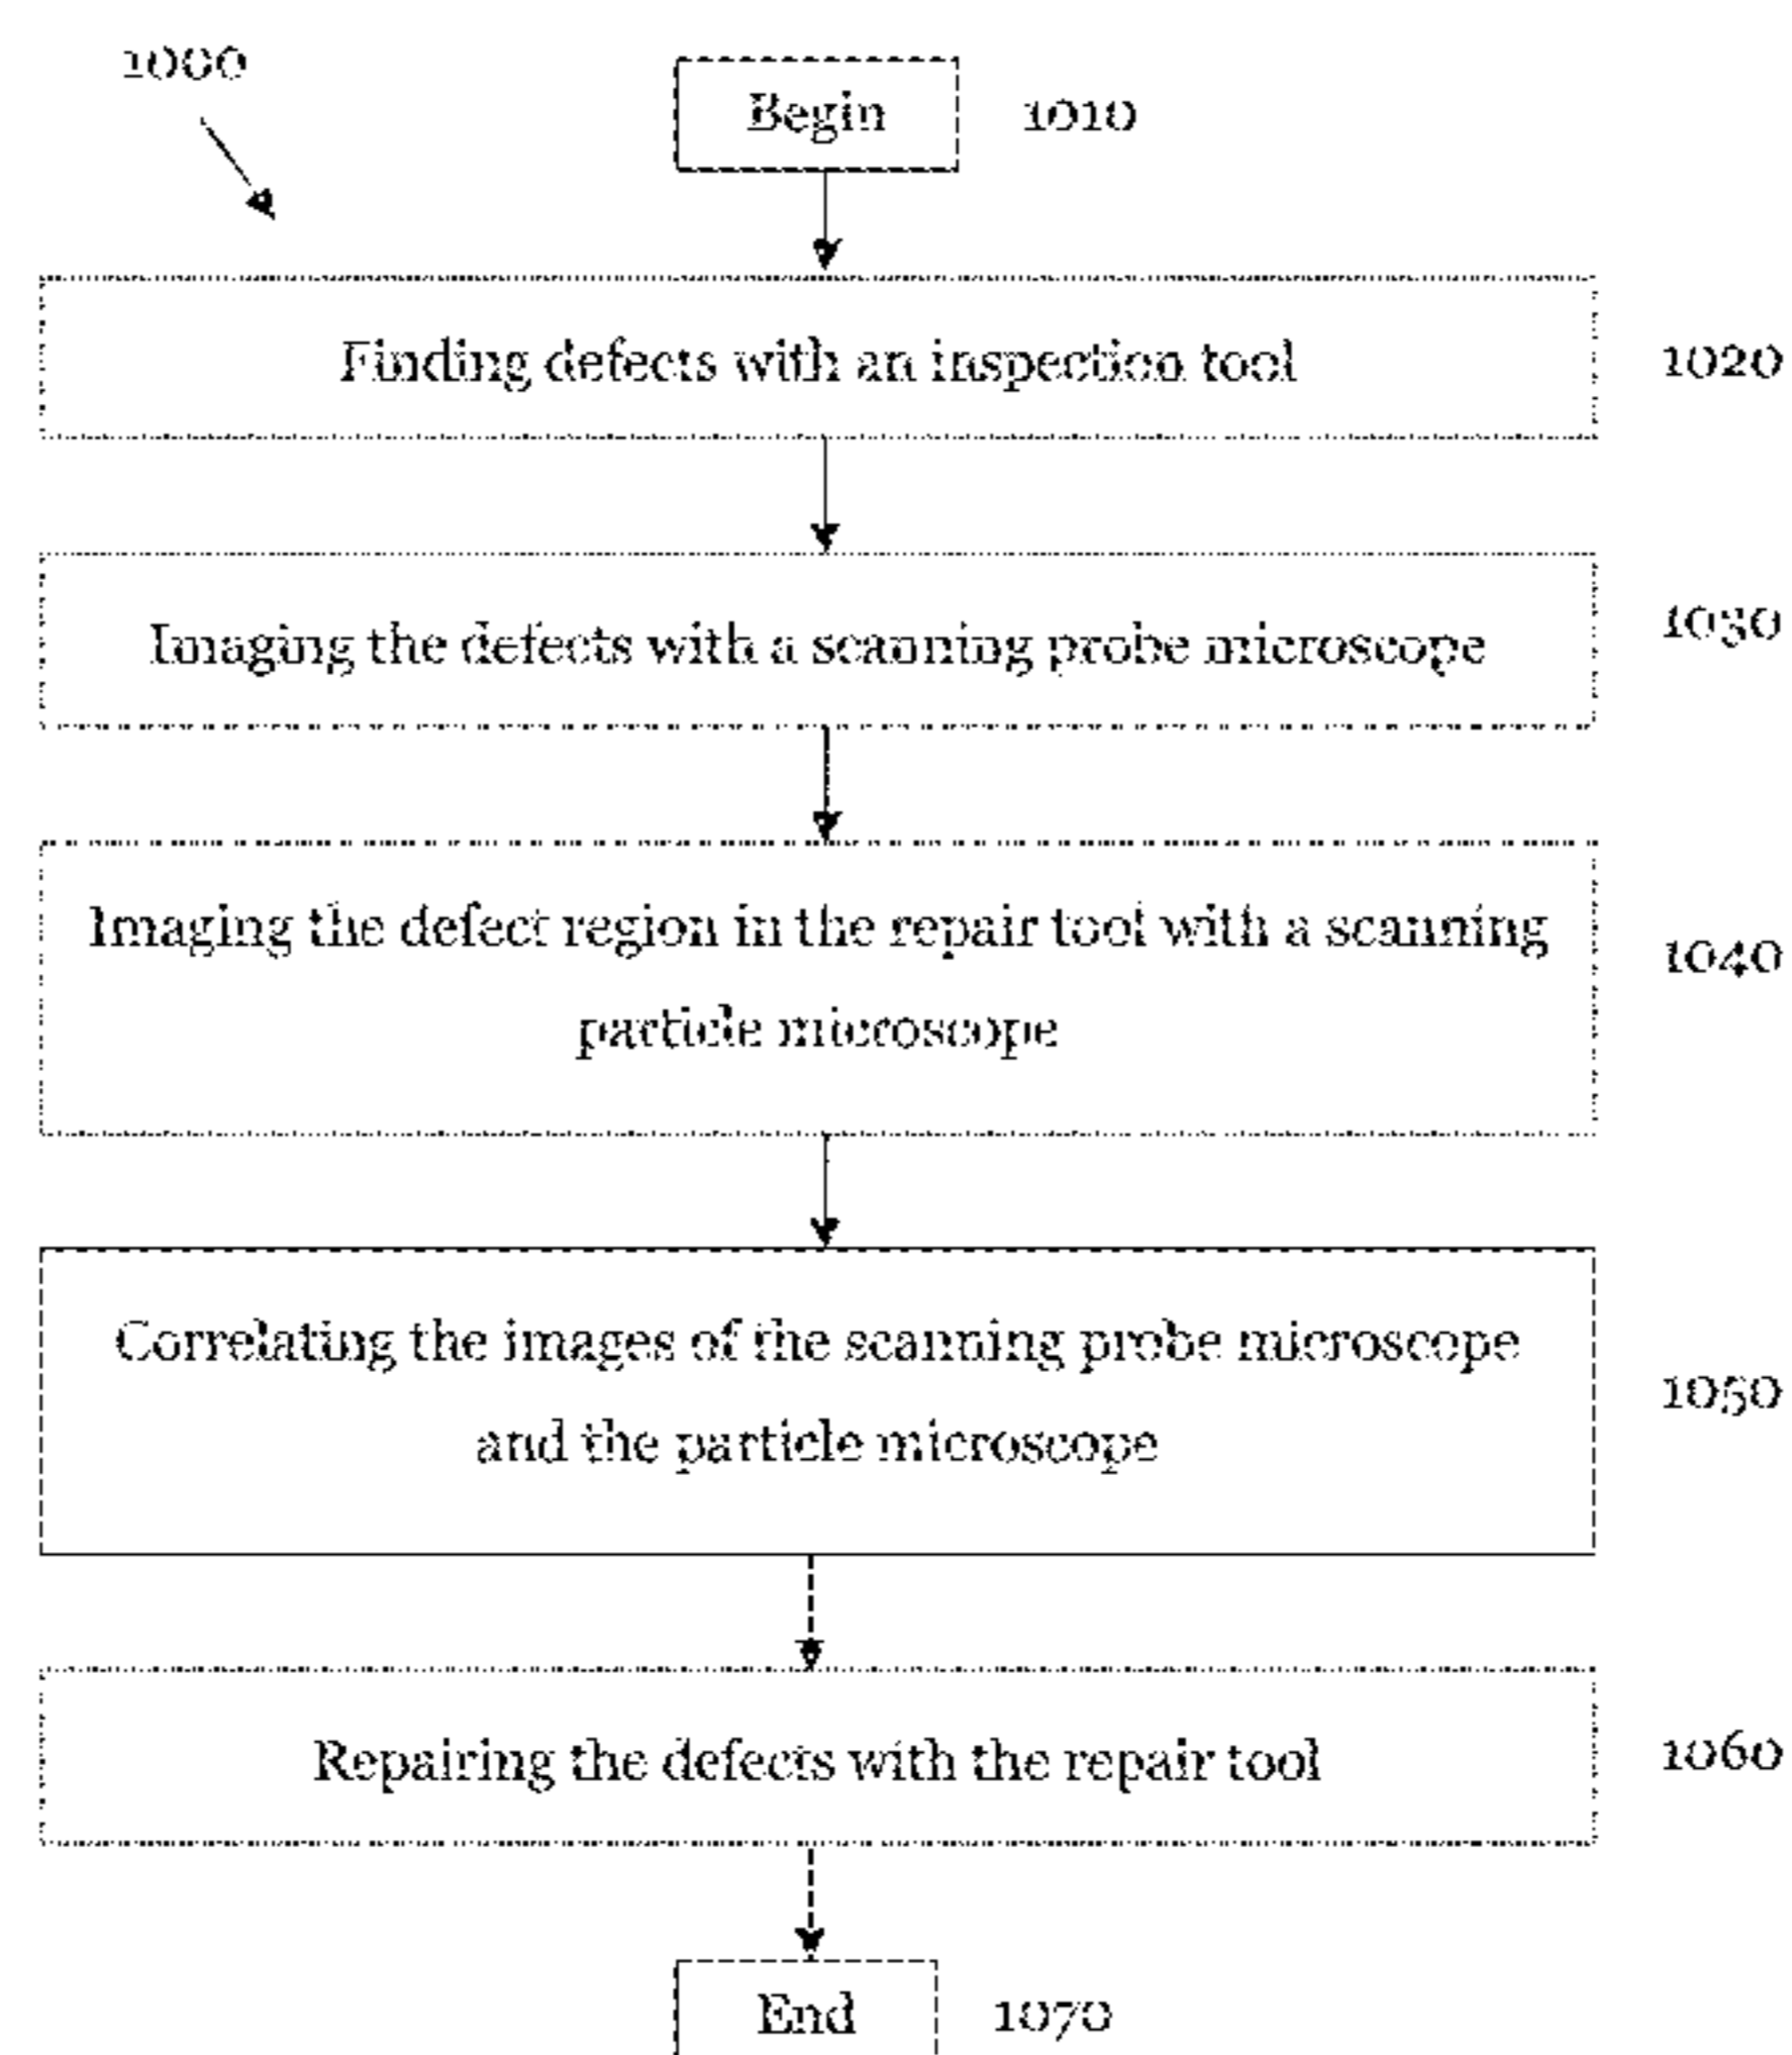 1000
Begin 1010
Finding defects with an inspection tool 1020
Imaging the defects with a scanning probe microscope 1030
Imaging the defect region in the repair tool with a scanning
particle microscope
1040
Correlating the images of the scanning probe microscope
and the particle microscope
1050
Repairing the defects with the repair tool 1060
End 1070